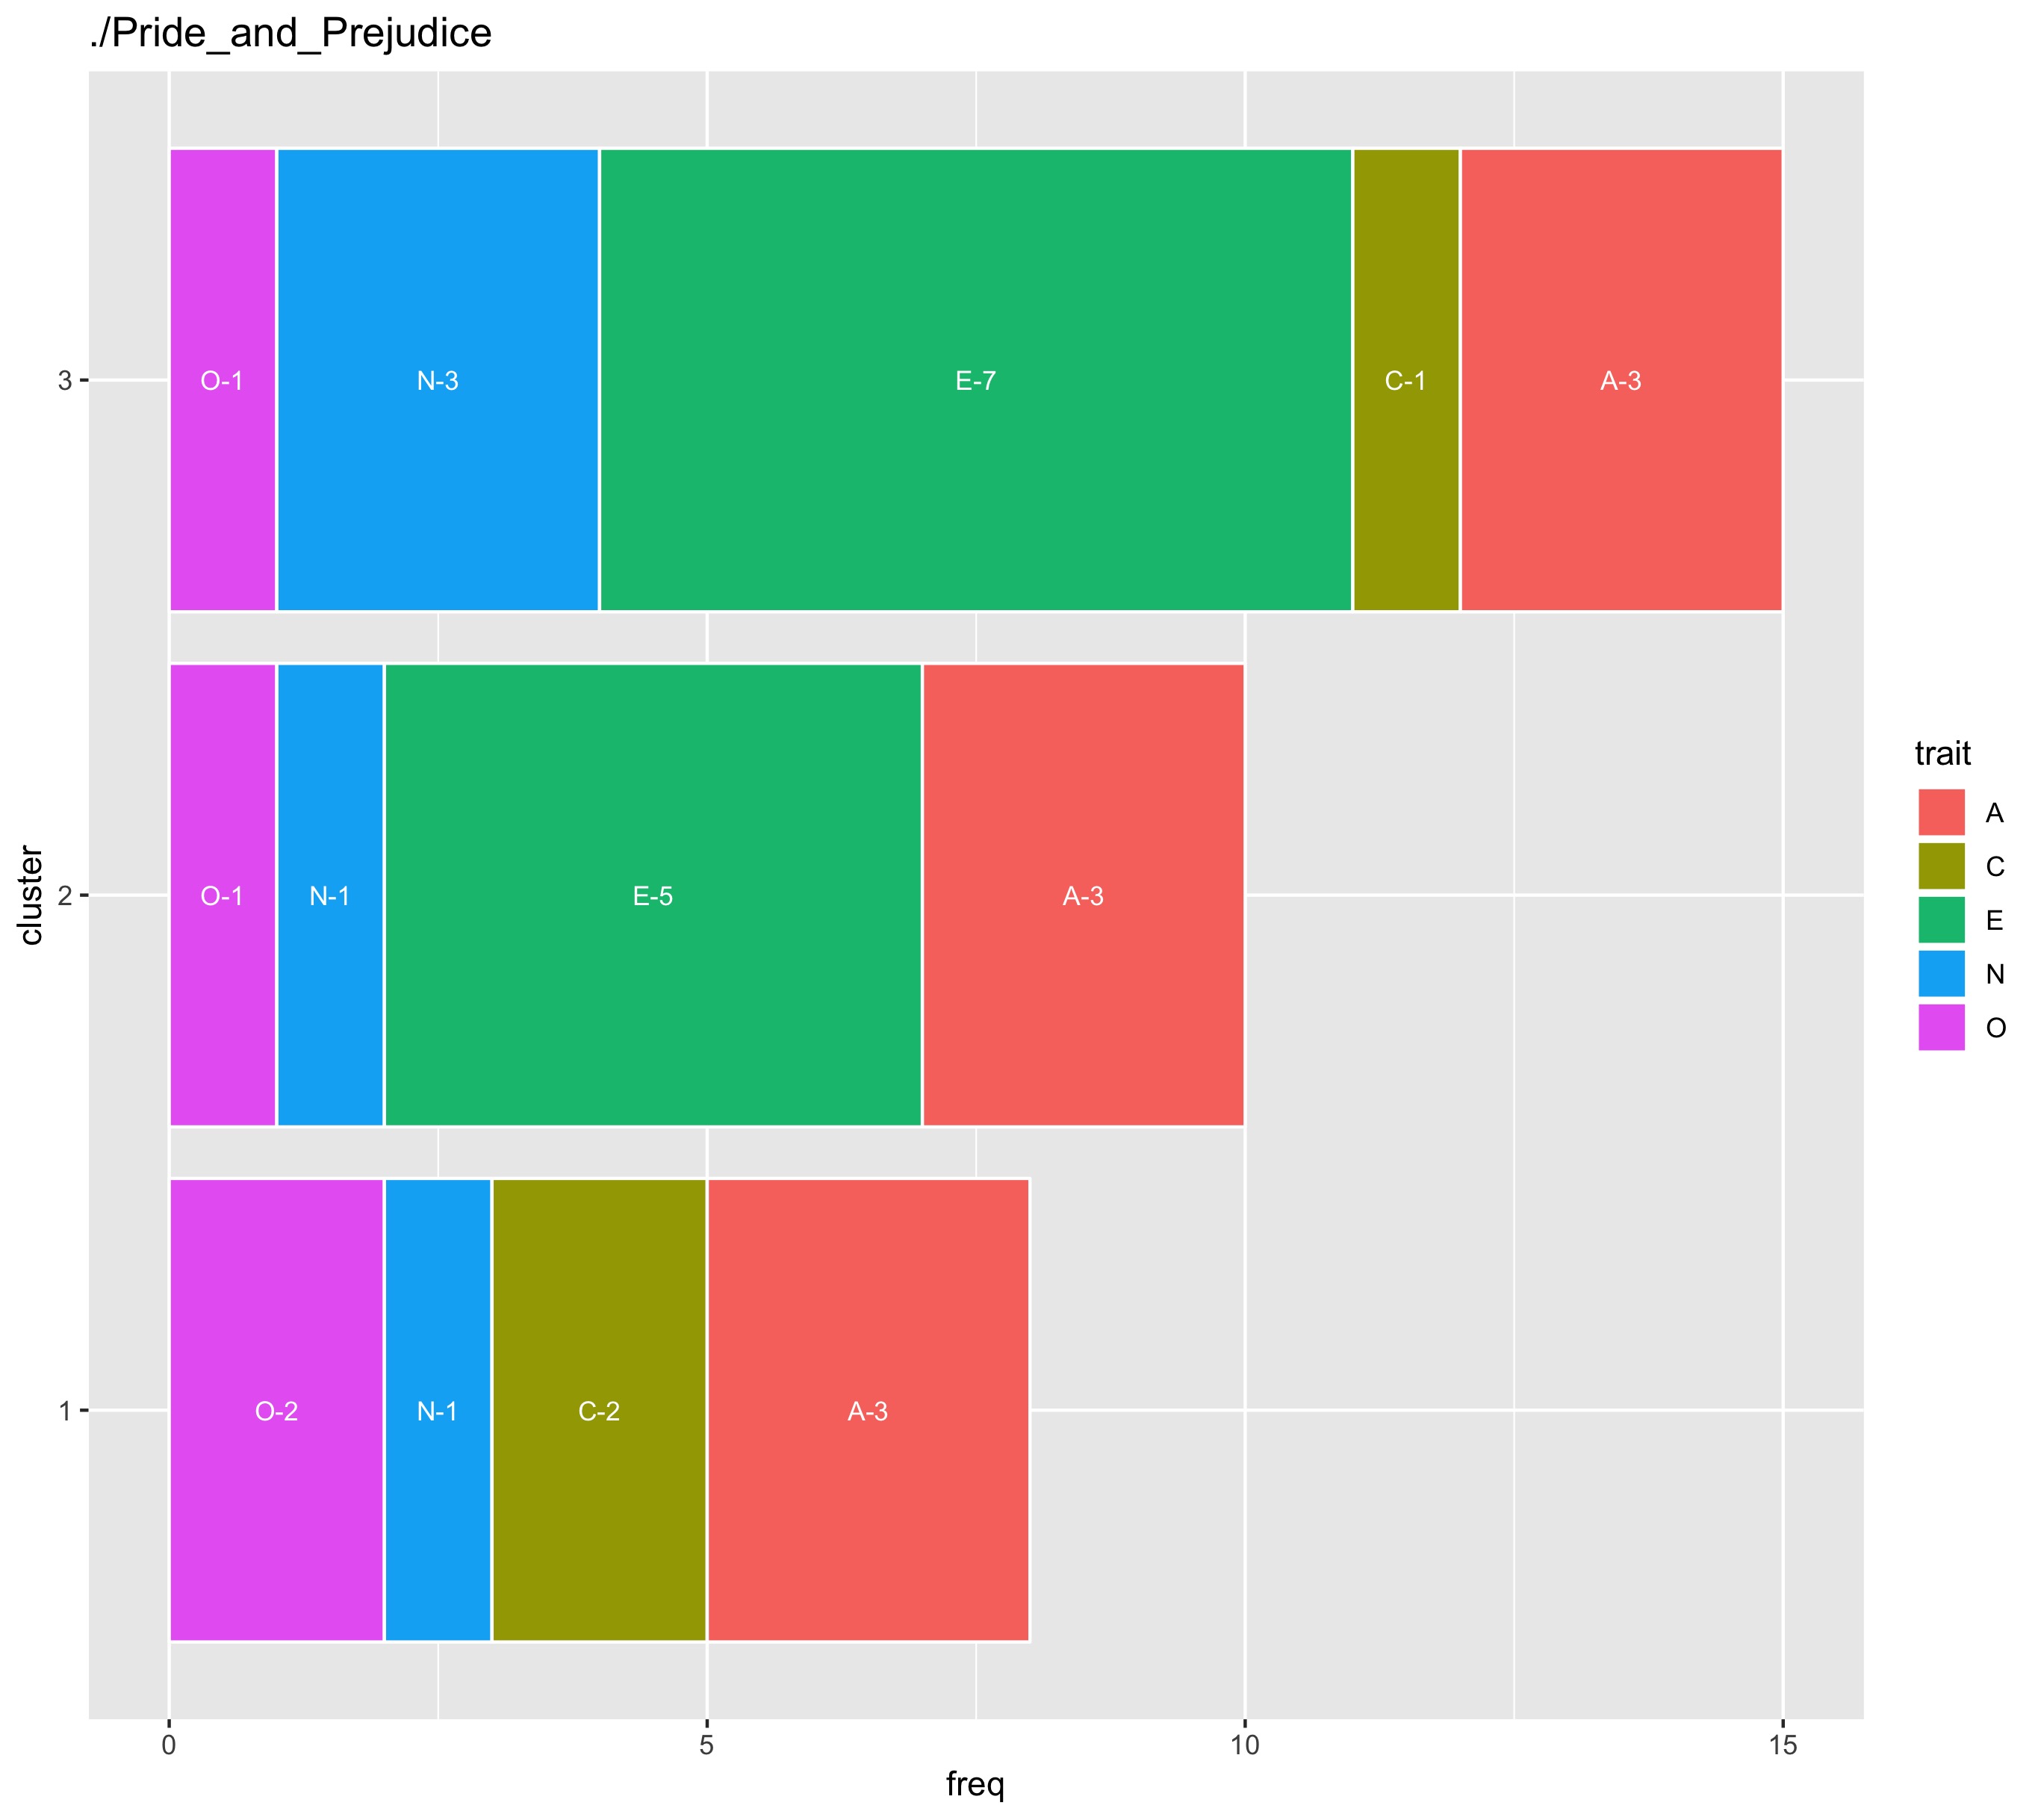 ./Pride_and_Prejudice
3
O-1
N-3
E-7
C-1
A-3
2
O-1
N-1
E-5
A-3
1
O-2
N-1
C-2
A-3
cluster
0
5
10
15
freq
trait
A
C
E
N
O